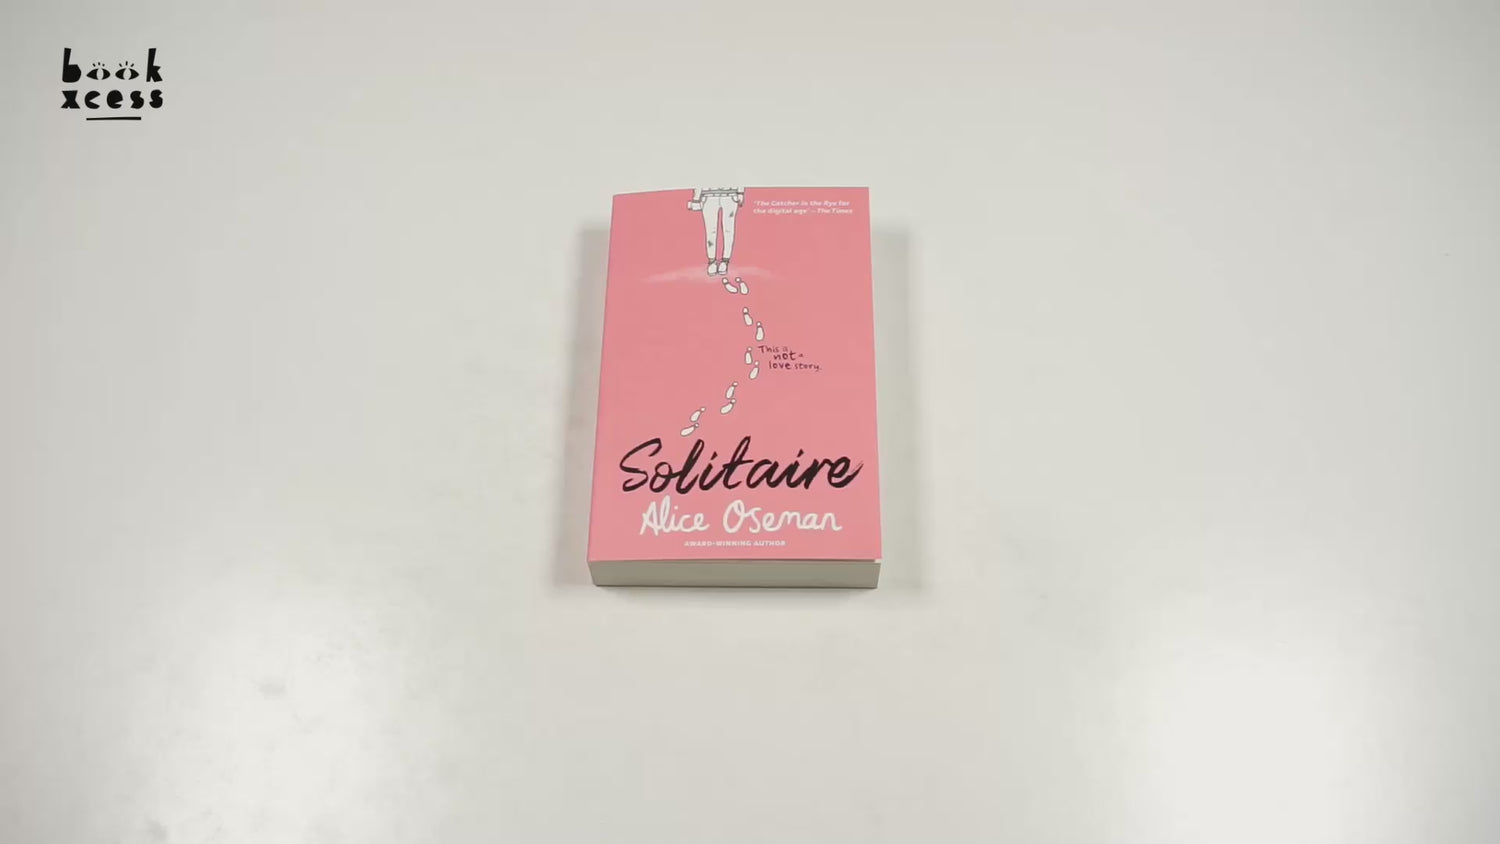 book
xcess
'The Catcher in the Rye for
the digital age' – The Times
This is
not a
love story.
Solitaire
Alice Oseman
AWARD-WINNING AUTHOR